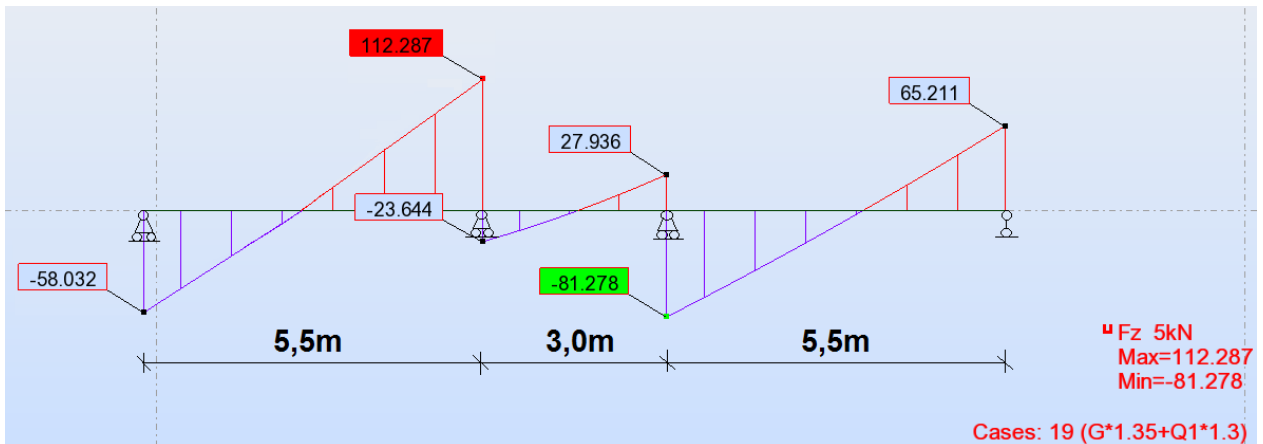 112.287
65.211
27.936
-23.644
-58.032
-81.278
5,5m
3,0m
5,5m
Fz 5kN
Max=112.287
Min=-81.278
Cases: 19 (G*1.35+Q1*1.3)